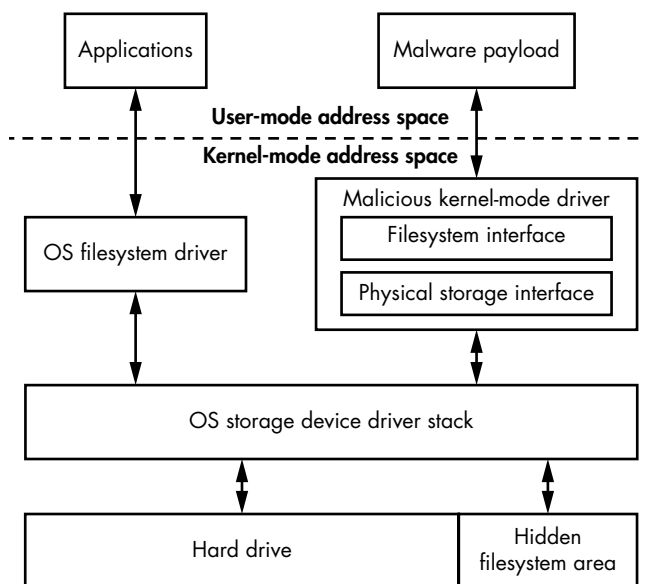 Applications
Malware payload
User-mode address space
Kernel-mode address space
Malicious kernel-mode driver
Filesystem interface
OS filesystem driver
Physical storage interface
OS storage device driver stack
Hard drive
Hidden
filesystem area